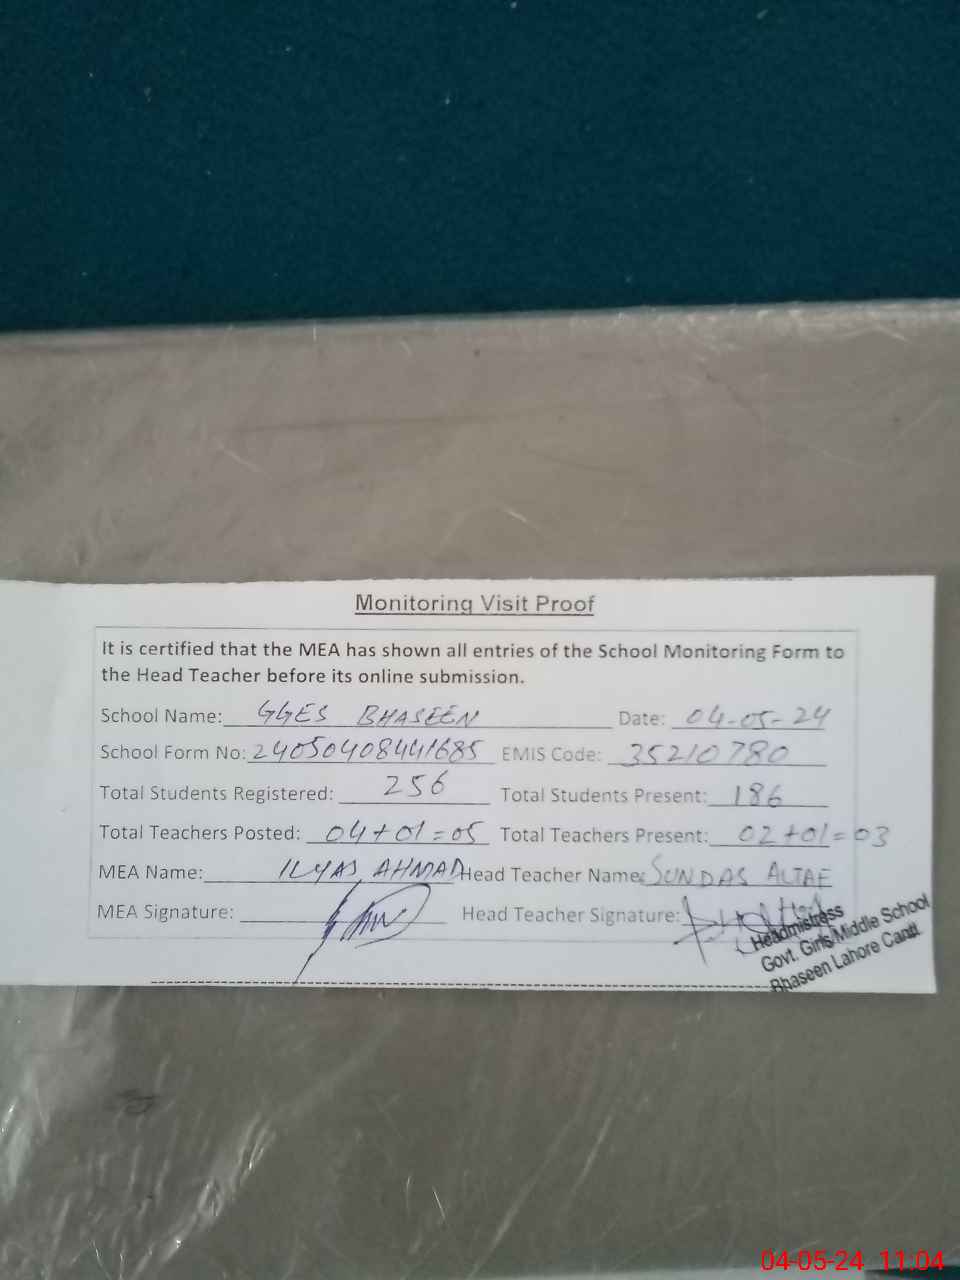 Monitoring Visit Proof
It is certified that the MEA has shown all entries of the School Monitoring Form to
the Head Teacher before its online submission.
School Name: GGES BHASEEN Date: 04-05-24
School Form No: 24050408441685 EMIS Code: 35210780
Total Students Registered: 256 Total Students Present: 186
Total Teachers Posted: 04+01=05 Total Teachers Present: 02+01=03
MEA Name: ILYAS AHMAD Head Teacher Name: SUNDAS ALTAF
MEA Signature: Head Teacher Signature:
Headmistress
Govt. Girls Middle School
Bhaseen Lahore Cantt.
04-05-24 11:04